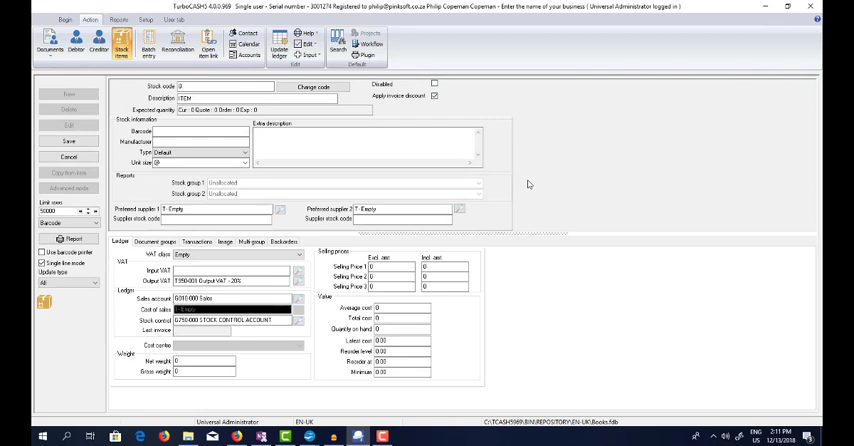 TurboCASH5 4.0.0.969 Single user - Serial number - 3001274 Registered to philip@pinksoft.co.za Philip Copeman Copeman - Enter the name of your business ( Universal Administrator logged in )
Begin Action Reports Setup User tab
Documents Debtor Creditor Stock items Batch entry Reconciliation Open item link Contact Calendar Accounts Update ledger Help Edit Input Search Projects Workflow Plugin
Edit Default
New
Delete
Edit
Save
Cancel
Copy from item
Advanced mode
Limit rows
50000
Barcode
Report
Use barcode printer
Single line mode
Update type
All
Stock code 0. Change code Disabled
Description ITEM Apply invoice discount
Expected quantity Cur : 0 Quote : 0 Order : 0 Exp : 0
Stock information
Barcode Extra description
Manufacturer
Type Default
Unit size @
Reports
Stock group 1 Unallocated
Stock group 2 Unallocated
Preferred supplier 1 T- Empty Preferred supplier 2 T- Empty
Supplier stock code Supplier stock code
Ledger Document groups Transactions Image Multi-group Backorders
VAT class Empty
VAT
Input VAT
Output VAT T950-001 Output VAT - 20%
Ledger
Sales account G010-000 Sales
Cost of sales
Stock control G750-000 STOCK CONTROL ACCOUNT
Last invoice
Cost contro
Weight
Net weight 0
Gross weight 0
Selling prices
Excl. amt. Incl. amt.
Selling Price 1 0 0
Selling Price 2 0 0
Selling Price 3 0 0
Value
Average cost 0
Total cost 0
Quantity on hand 0
Latest cost 0.00
Reorder level 0.00
Reorder at 0.00
Minimum 0.00
Universal Administrator EN-UK C:\TCASH5969\BIN\REPOSITORY\EN-UK\Books.fdb
ENG US 2:11 PM 12/13/2018